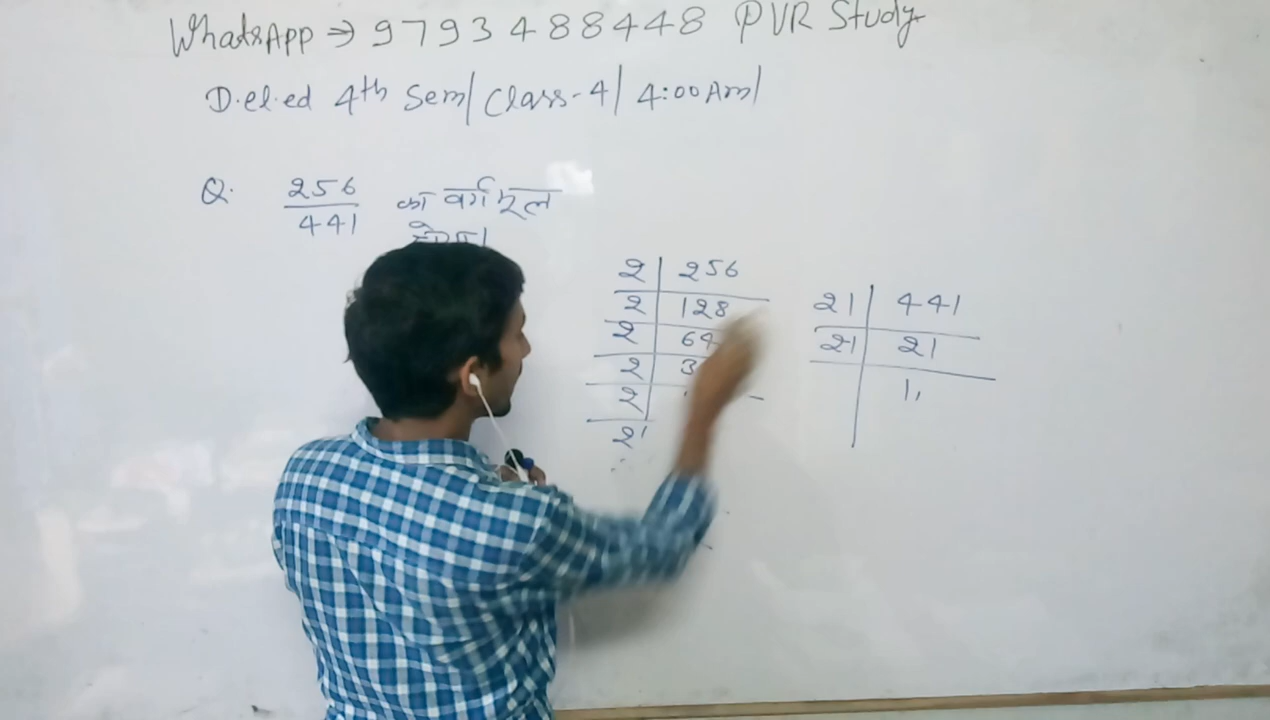 WhatsApp ⇒ 9793488448 PVR Study
D.el.ed 4th Sem/ Class-4/ 4:00 Am/
Q. 256/441 का वर्गमूल
होगा।
2 | 256
2 | 128
2 | 64
2 | 3
2
2
21 | 441
21 | 21
1,